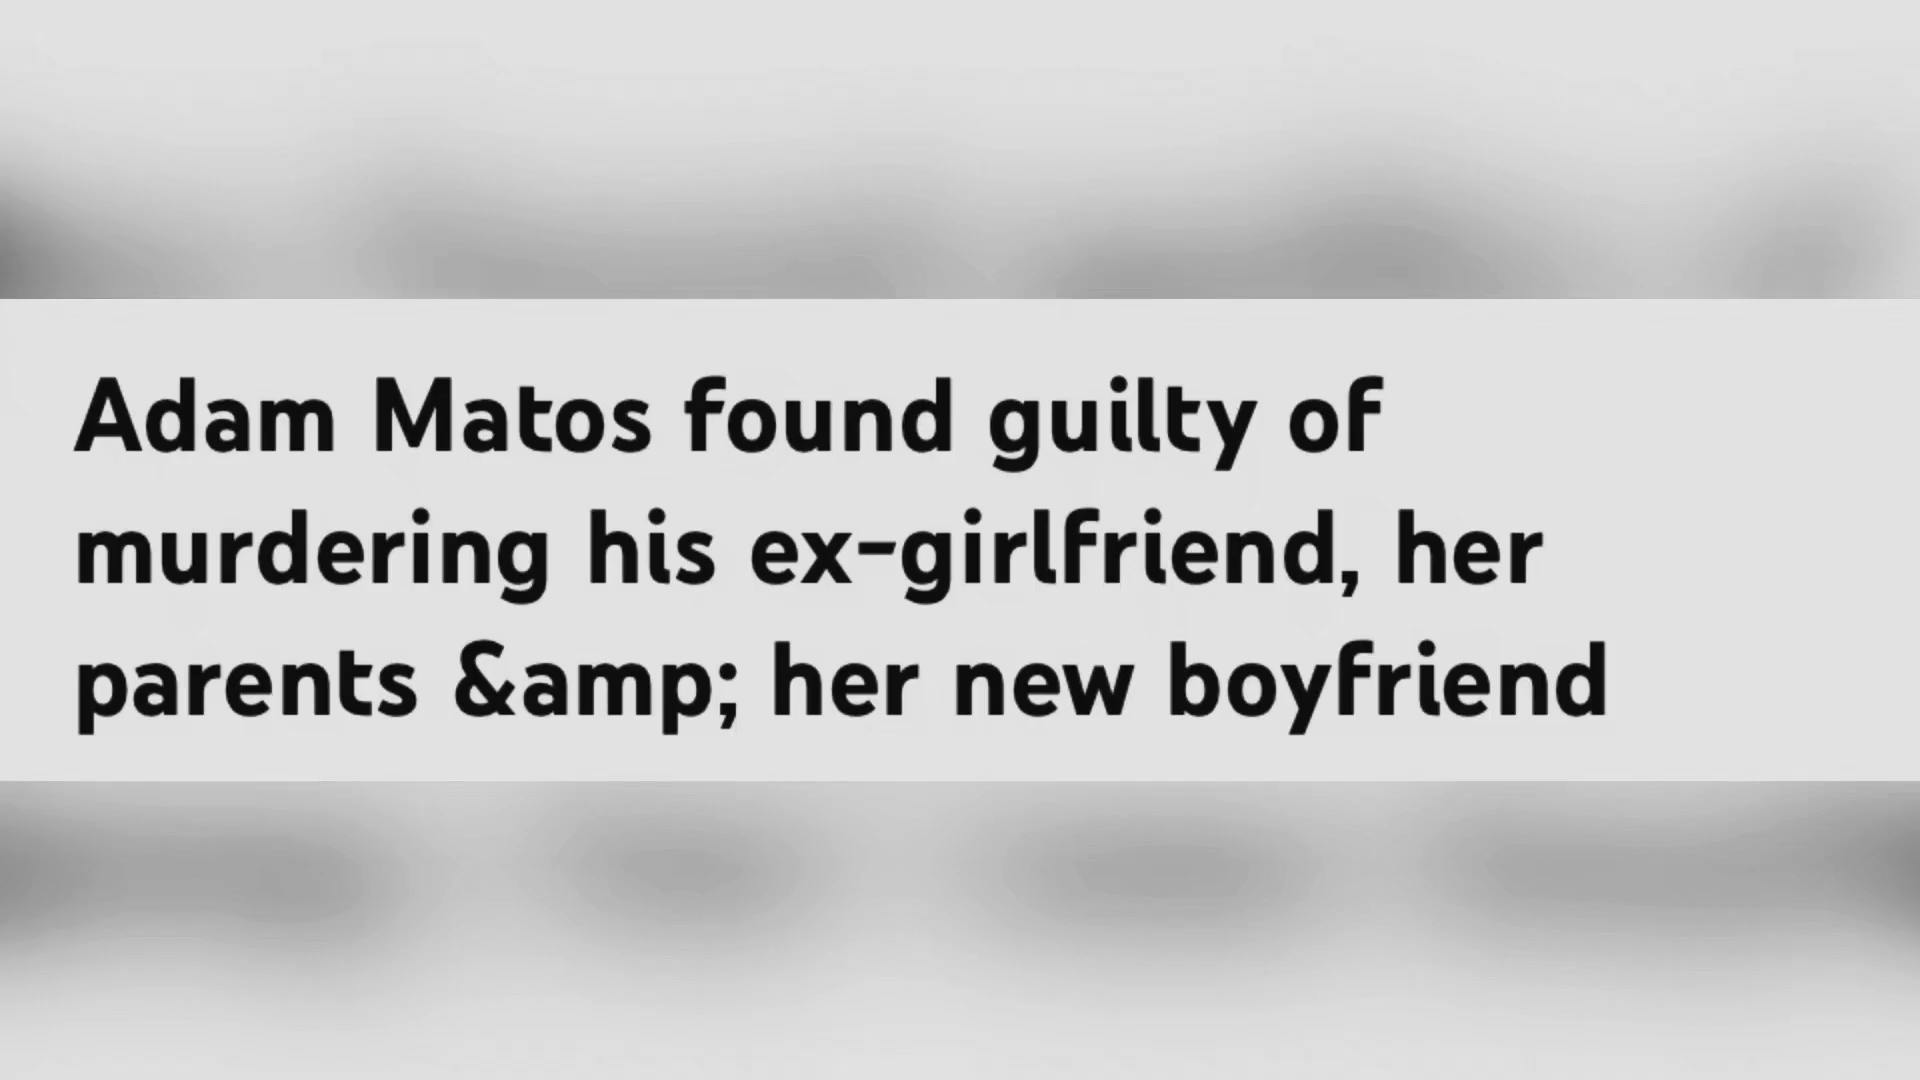 Adam Matos found guilty of
murdering his ex-girlfriend, her
parents &amp; her new boyfriend